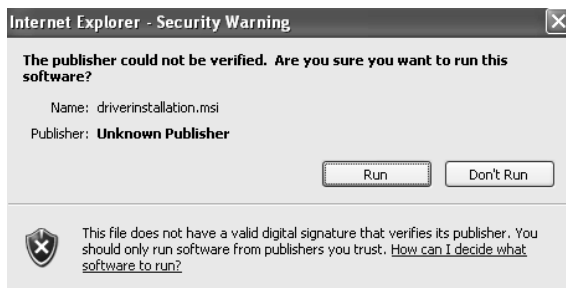 Internet Explorer - Security Warning
The publisher could not be verified.  Are you sure you want to run this
software?
Name: driverinstallation.msi
Publisher: Unknown Publisher
Run Don't Run
This file does not have a valid digital signature that verifies its publisher. You
should only run software from publishers you trust. How can I decide what
software to run?